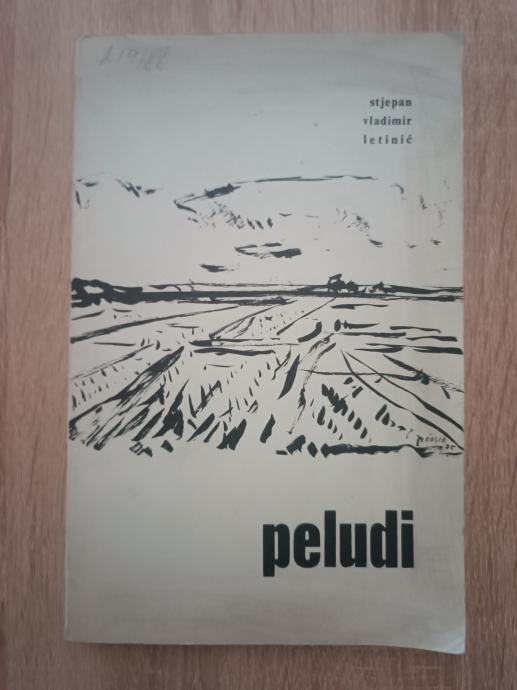 stjepan
vladimir
letinić
peludi